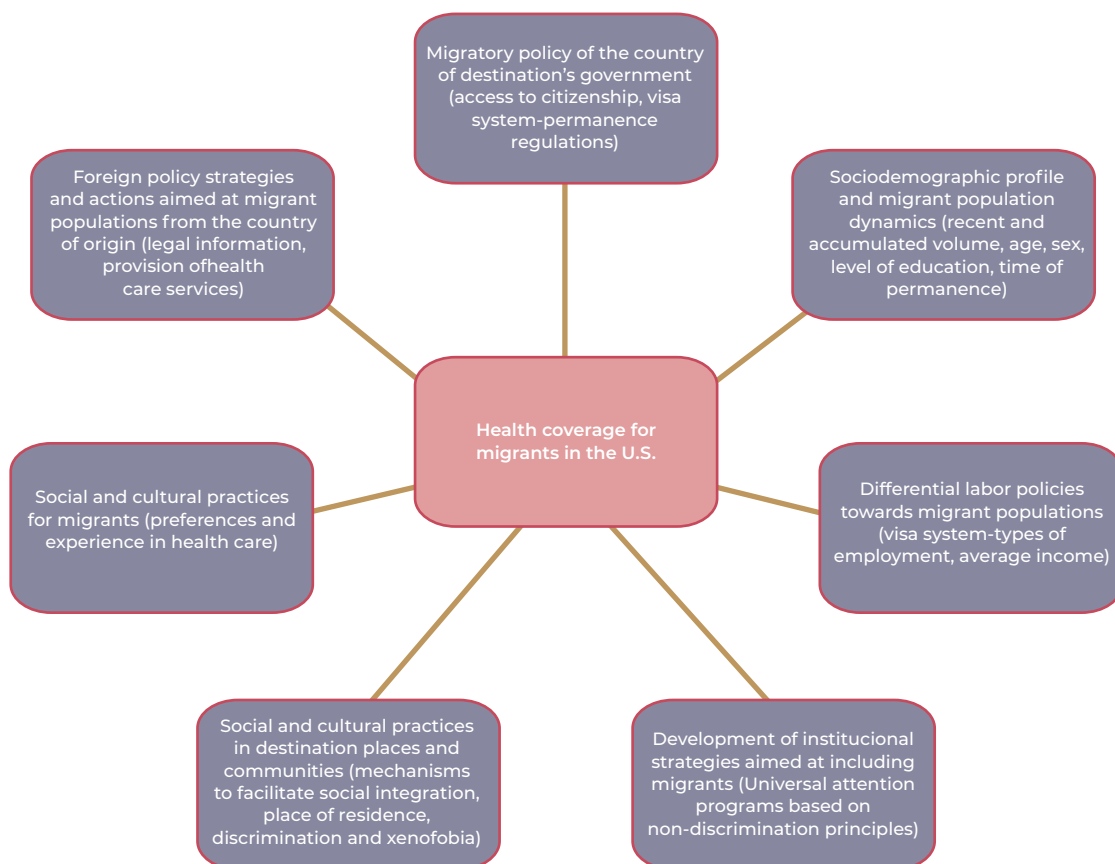 Migratory policy of the country
of destination's government
(access to citizenship, visa
system-permanence
regulations)
Foreign policy strategies
and actions aimed at migrant
populations from the country
of origin (legal information,
provision ofhealth
care services)
Sociodemographic profile
and migrant population
dynamics (recent and
accumulated volume, age, sex,
level of education, time of
permanence)
Health coverage for
migrants in the U.S.
Social and cultural practices
for migrants (preferences and
experience in health care)
Differential labor policies
towards migrant populations
(visa system-types of
employment, average income)
Social and cultural practices
in destination places and
communities (mechanisms
to facilitate social integration,
place of residence,
discrimination and xenofobia)
Development of institucional
strategies aimed at including
migrants (Universal attention
programs based on
non-discrimination principles)